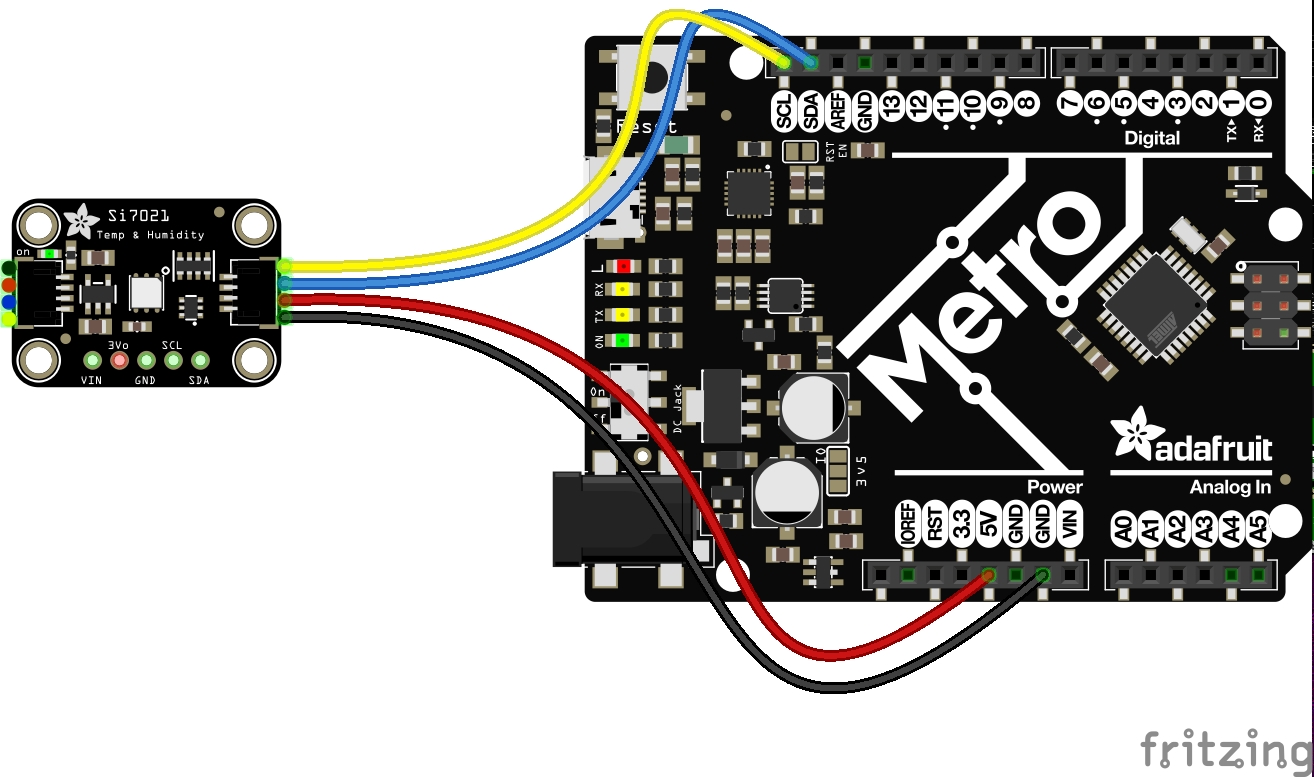 Si7021
Temp & Humidity
on
3Vo
SCL
VIN
GND
SDA
Reset
SCL
SDA
AREF
GND
13
12
11
10
9
8
7
6
5
4
3
2
1
0
TX
RX
Digital
RST
EN
L
RX
TX
ON
On
DC Jack
Metro
IO
3V5
adafruit
Power
Analog In
IOREF
RST
3.3
5V
GND
GND
VIN
A0
A1
A2
A3
A4
A5
fritzing